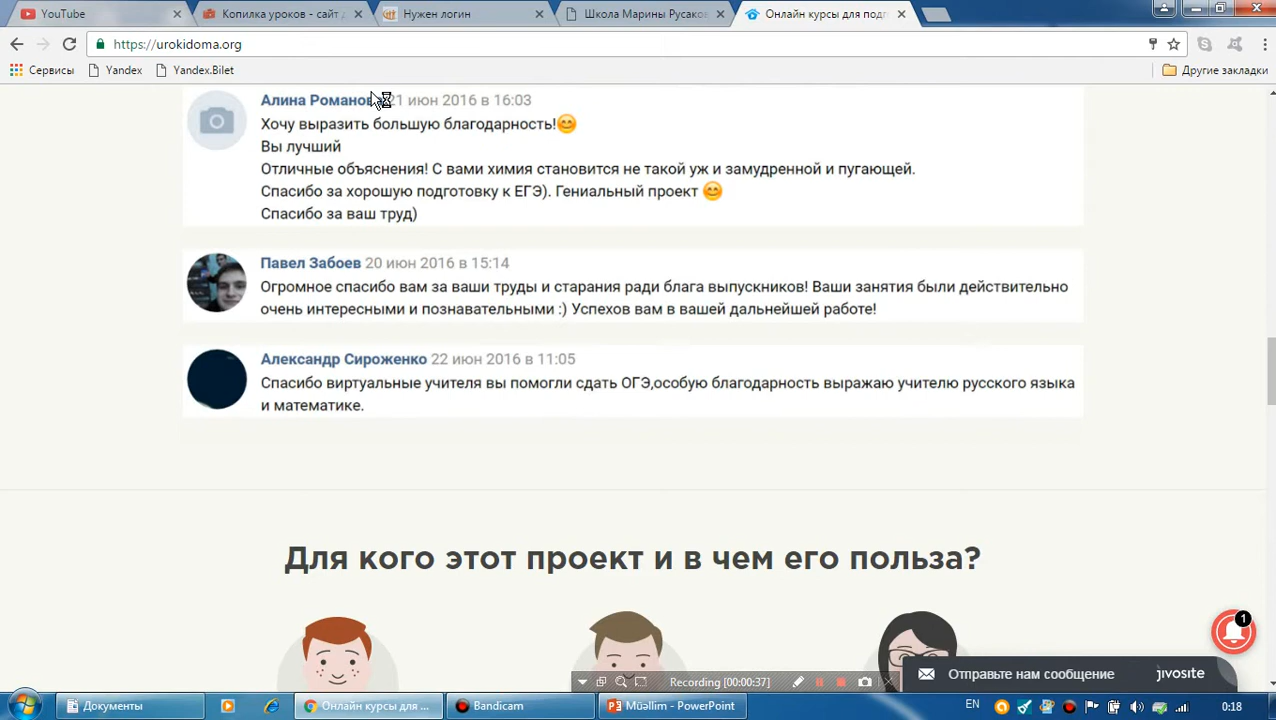 YouTube
Копилка уроков - сайт д
Нужен лог
Школа Марины Русаков
Онлайн курсы для подг
https://urokidoma.org
Сервисы
Yandex
Yandex.Bilet
Другие закладки
Алина Романова 21 июн 2016 в 16:03
Хочу выразить большую благодарность!😊
Вы лучший
Отличные объяснения! С вами химия становится не такой уж и замудренной и пугающей.
Спасибо за хорошую подготовку к ЕГЭ). Гениальный проект 😊
Спасибо за ваш труд)
Павел Забоев 20 июн 2016 в 15:14
Огромное спасибо вам за ваши труды и старания ради блага выпускников! Ваши занятия были действительно
очень интересными и познавательными :) Успехов вам в вашей дальнейшей работе!
Александр Сироженко 22 июн 2016 в 11:05
Спасибо виртуальные учителя вы помогли сдать ОГЭ,особую благодарность выражаю учителю русского языка
и математике.
Для кого этот проект и в чем его польза?
1
Отправьте нам сообщение
jivosite
Recording [00:00:37]
Документы
Онлайн курсы для ...
Bandicam
Müəllim - PowerPoint
EN
0:18